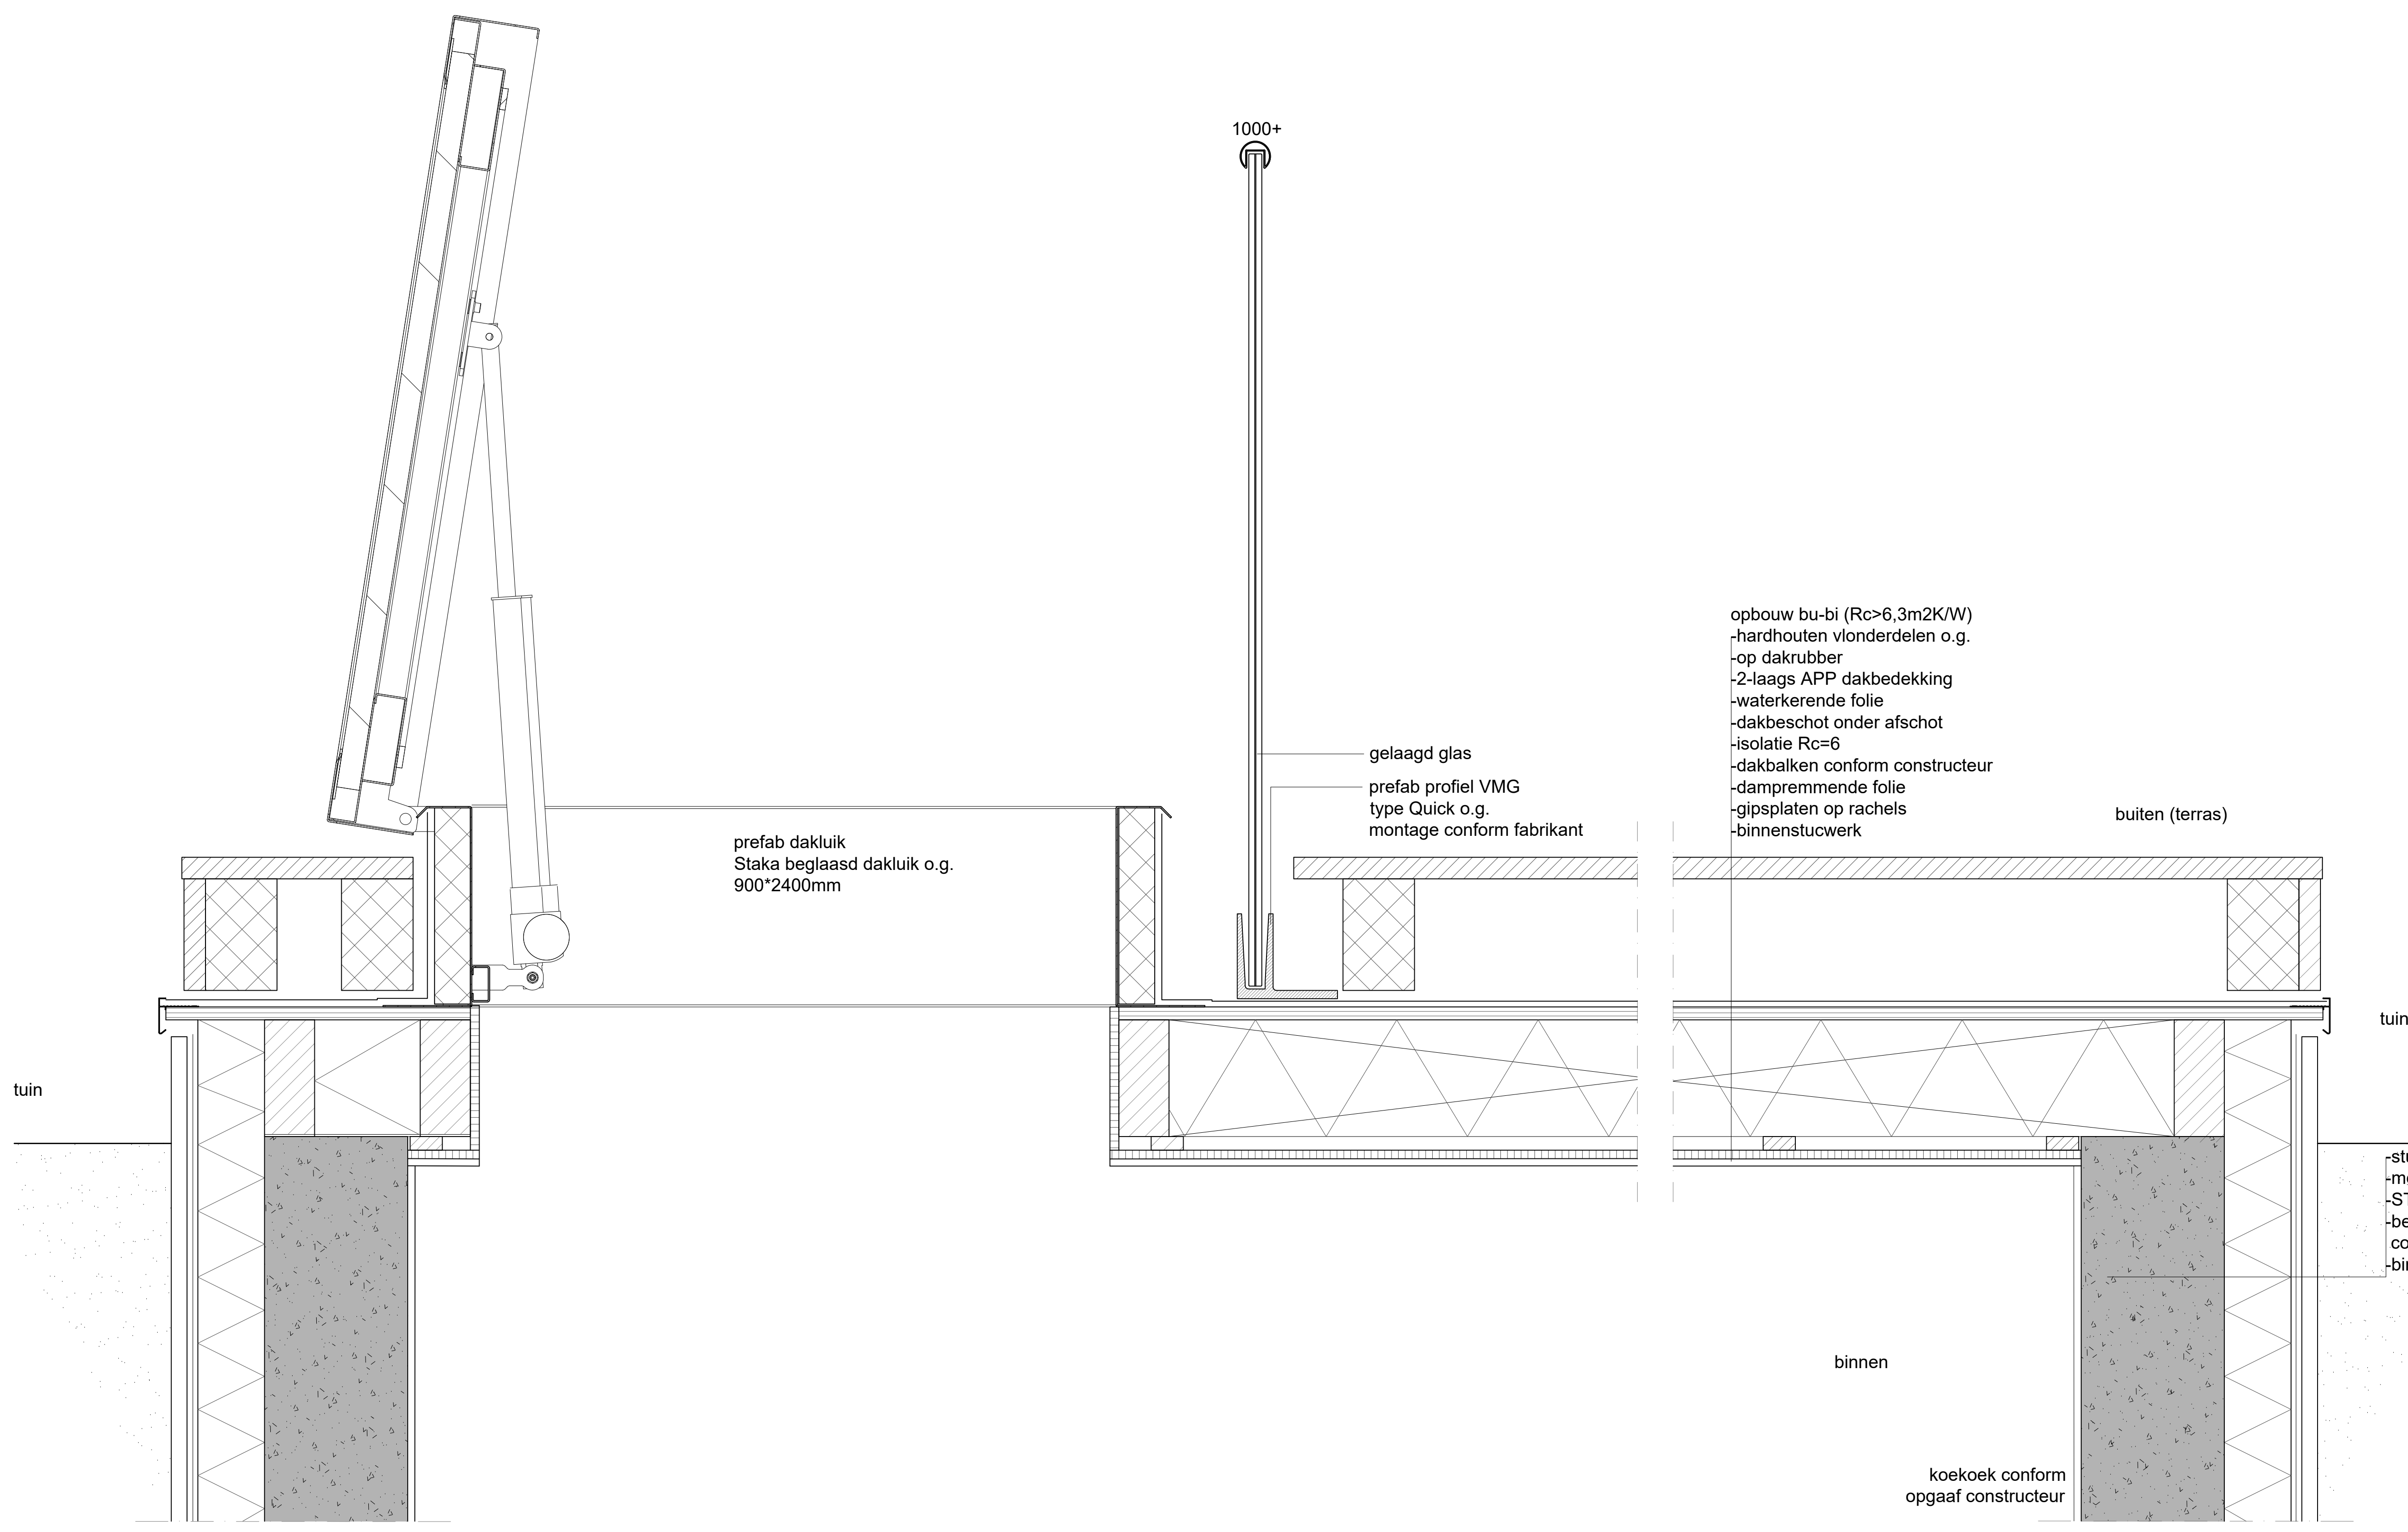 1000+
opbouw bu-bi (Rc>6,3m2K/W)
-hardhouten vlonderdelen o.g.
-op dakrubber
-2-laags APP dakbedekking
-waterkerende folie
-dakbeschot onder afschot
-isolatie Rc=6
-dakbalken conform constructeur
-dampremmende folie
-gipsplaten op rachels
-binnenstucwerk
gelaagd glas
prefab profiel VMG
type Quick o.g.
montage conform fabrikant
buiten (terras)
prefab dakluik
Staka beglaasd dakluik o.g.
900*2400mm
tuin
tuin
binnen
koekoek conform
opgaaf constructeur